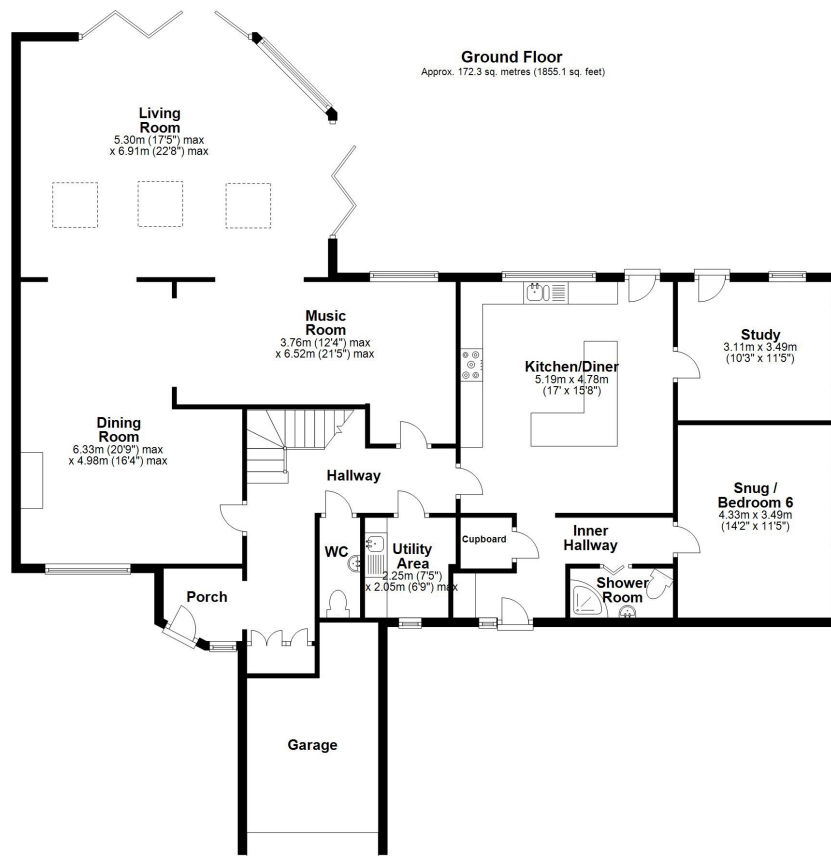 Ground Floor
Approx. 172.3 sq. metres (1855.1 sq. feet)
Living
Room
5.30m (17'5") max
x 6.91m (22'8") max
Music
Room
3.76m (12'4") max
x 6.52m (21'5") max
Kitchen/Diner
5.19m x 4.78m
(17' x 15'8")
Study
3.11m x 3.49m
(10'3" x 11'5")
Dining
Room
6.33m (20'9") max
x 4.98m (16'4") max
Hallway
Snug /
Bedroom 6
4.33m x 3.49m
(14'2" x 11'5")
WC
Utility
Area
2.25m (7'5")
x 2.05m (6'9") max
Cupboard
Inner
Hallway
Shower
Room
Porch
Garage